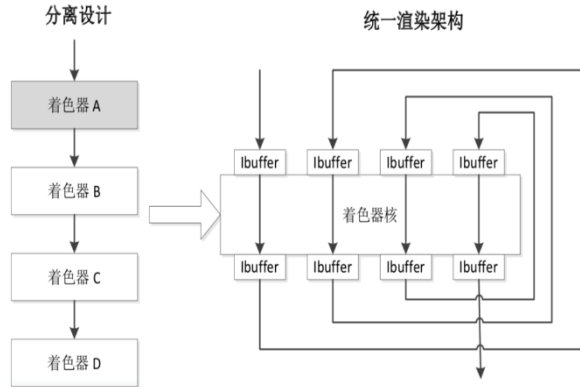 分离设计
统一渲染架构
着色器 A
着色器 B
着色器 C
着色器 D
Ibuffer
Ibuffer
Ibuffer
Ibuffer
着色器核
Ibuffer
Ibuffer
Ibuffer
Ibuffer